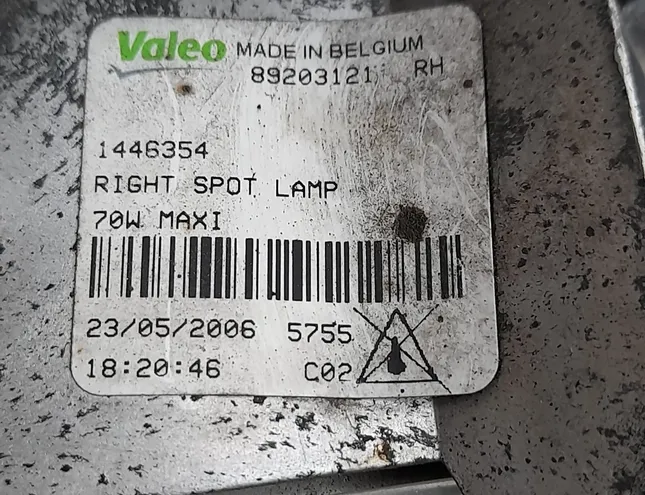 Valeo MADE IN BELGIUM
89203121 RH
1446354
RIGHT SPOT LAMP
70W MAXI
23/05/2006 5755
18:20:46 C02